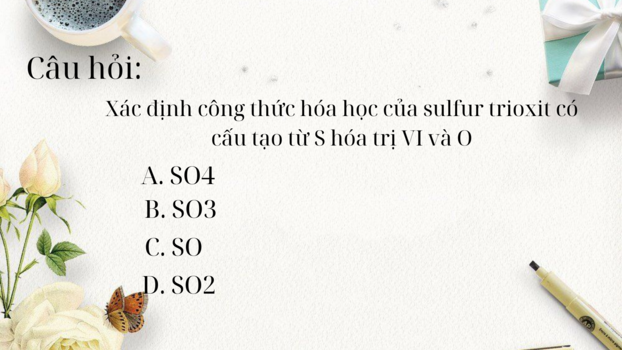 Câu hỏi:
Xác định công thức hóa học của sulfur trioxit có
cấu tạo từ S hóa trị VI và O
A. SO4
B. SO3
C. SO
D. SO2